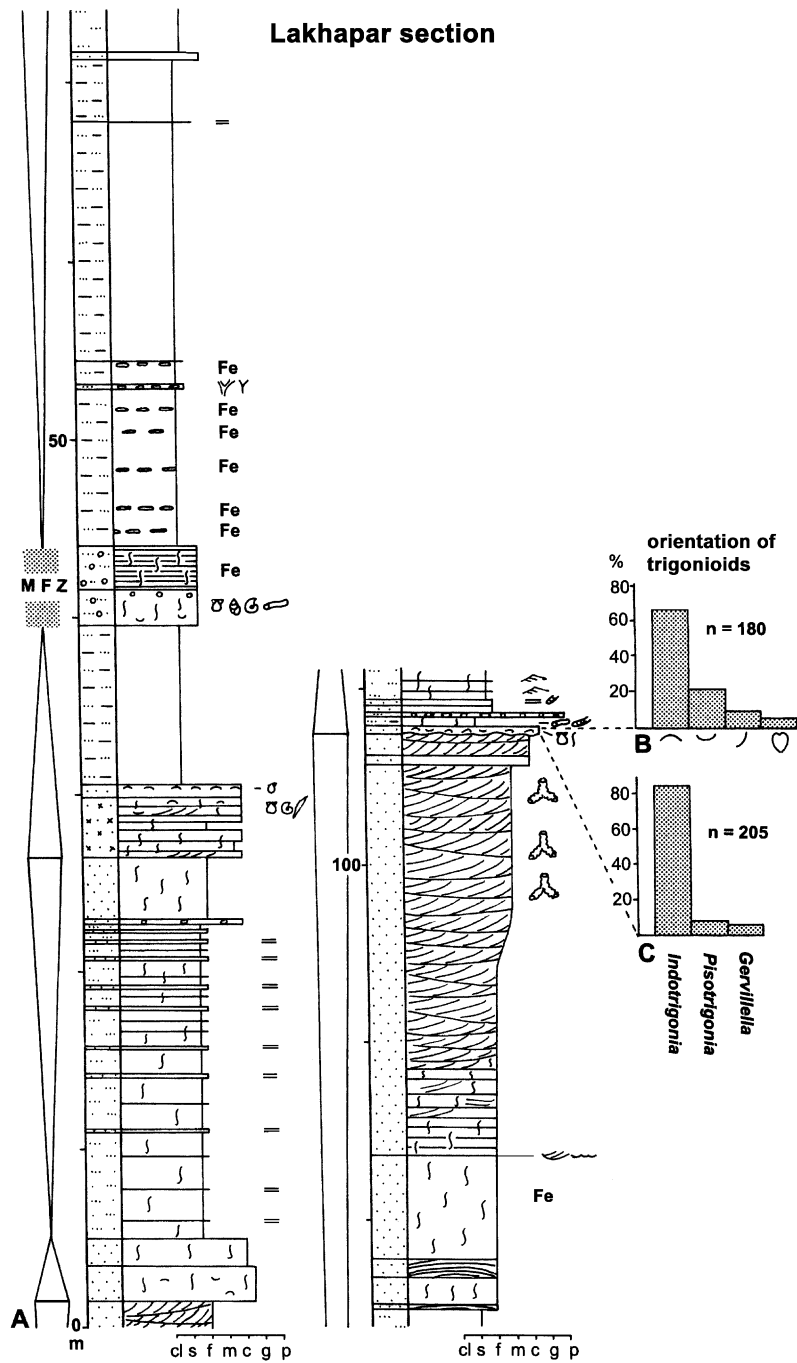 Lakhapar section
Fe
Fe
Fe
50
Fe
Fe
Fe
M F Z
Fe
orientation of
trigonioids
%
80
60
40
20
n = 180
B
80
60
40
20
n = 205
C
Indotrigonia
Pisotrigonia
Gervillella
100
Fe
A
0
m
cl s f m c g p
cl s f m c g p